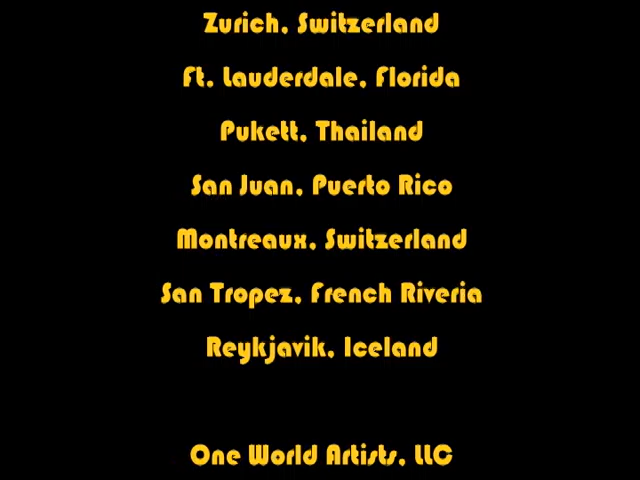 Zurich, Switzerland
Ft. Lauderdale, Florida
Pukett, Thailand
San Juan, Puerto Rico
Montreaux, Switzerland
San Tropez, French Riveria
Reykjavik, Iceland
One World Artists, LLC